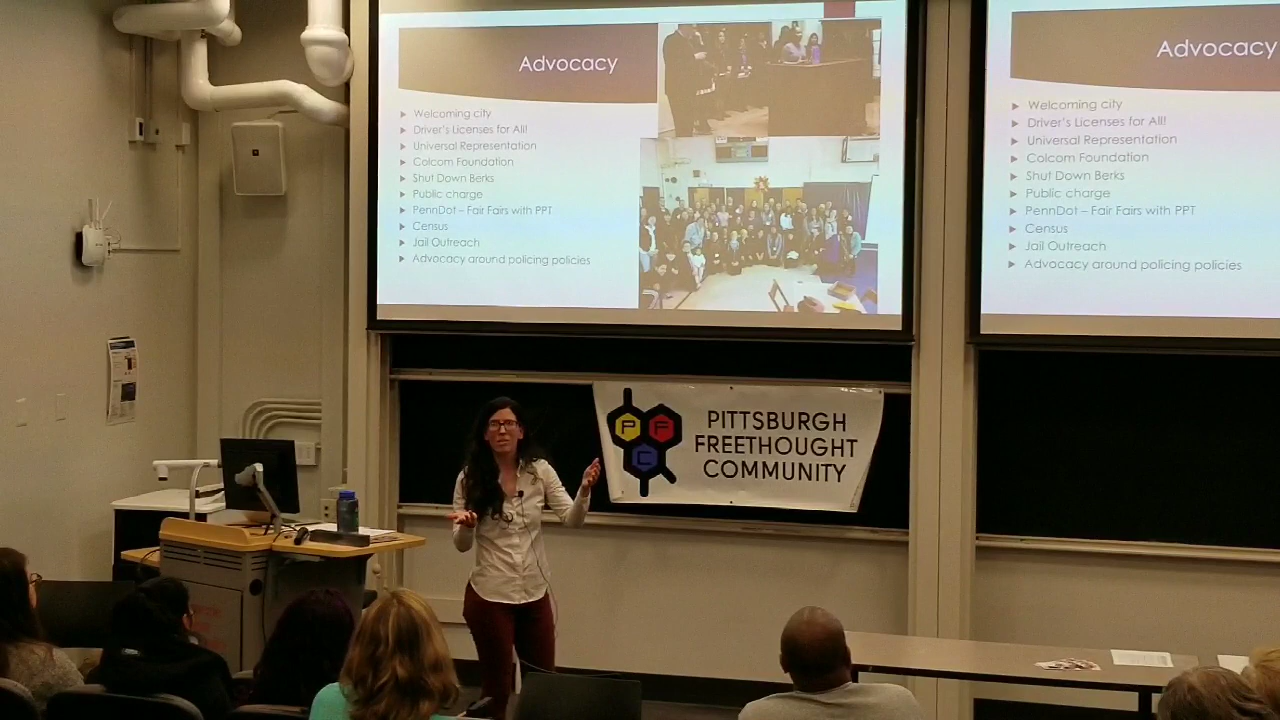 Advocacy
Welcoming city
Driver's Licenses for All!
Universal Representation
Colcom Foundation
Shut Down Berks
Public charge
PennDot – Fair Fairs with PPT
Census
Jail Outreach
Advocacy around policing policies
Advocacy
Welcoming city
Driver's Licenses for All!
Universal Representation
Colcom Foundation
Shut Down Berks
Public charge
PennDot – Fair Fairs with PPT
Census
Jail Outreach
Advocacy around policing policies
P F
C
PITTSBURGH
FREETHOUGHT
COMMUNITY